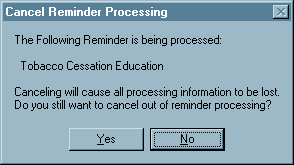 Cancel Reminder Processing
The Following Reminder is being processed:
Tobacco Cessation Education
Canceling will cause all processing information to be lost.
Do you still want to cancel out of reminder processing?
Yes No